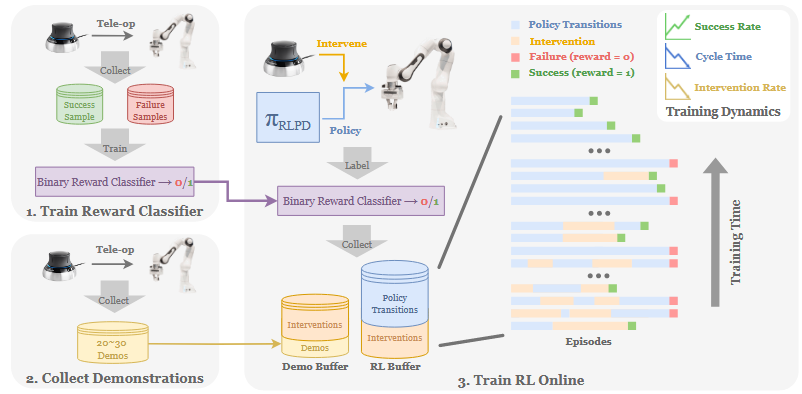 Tele-op
Collect
Success
Sample
Failure
Samples
Train
Binary Reward Classifier → 0/1
1. Train Reward Classifier
Tele-op
Collect
20~30
Demos
2. Collect Demonstrations
Intervene
πRLPD
Policy
Label
Binary Reward Classifier → 0/1
Collect
Interventions
Demos
Demo Buffer
Policy
Transitions
Interventions
RL Buffer
3. Train RL Online
Policy Transitions
Intervention
Failure (reward = 0)
Success (reward = 1)
Success Rate
Cycle Time
Intervention Rate
Training Dynamics
Training Time
Episodes